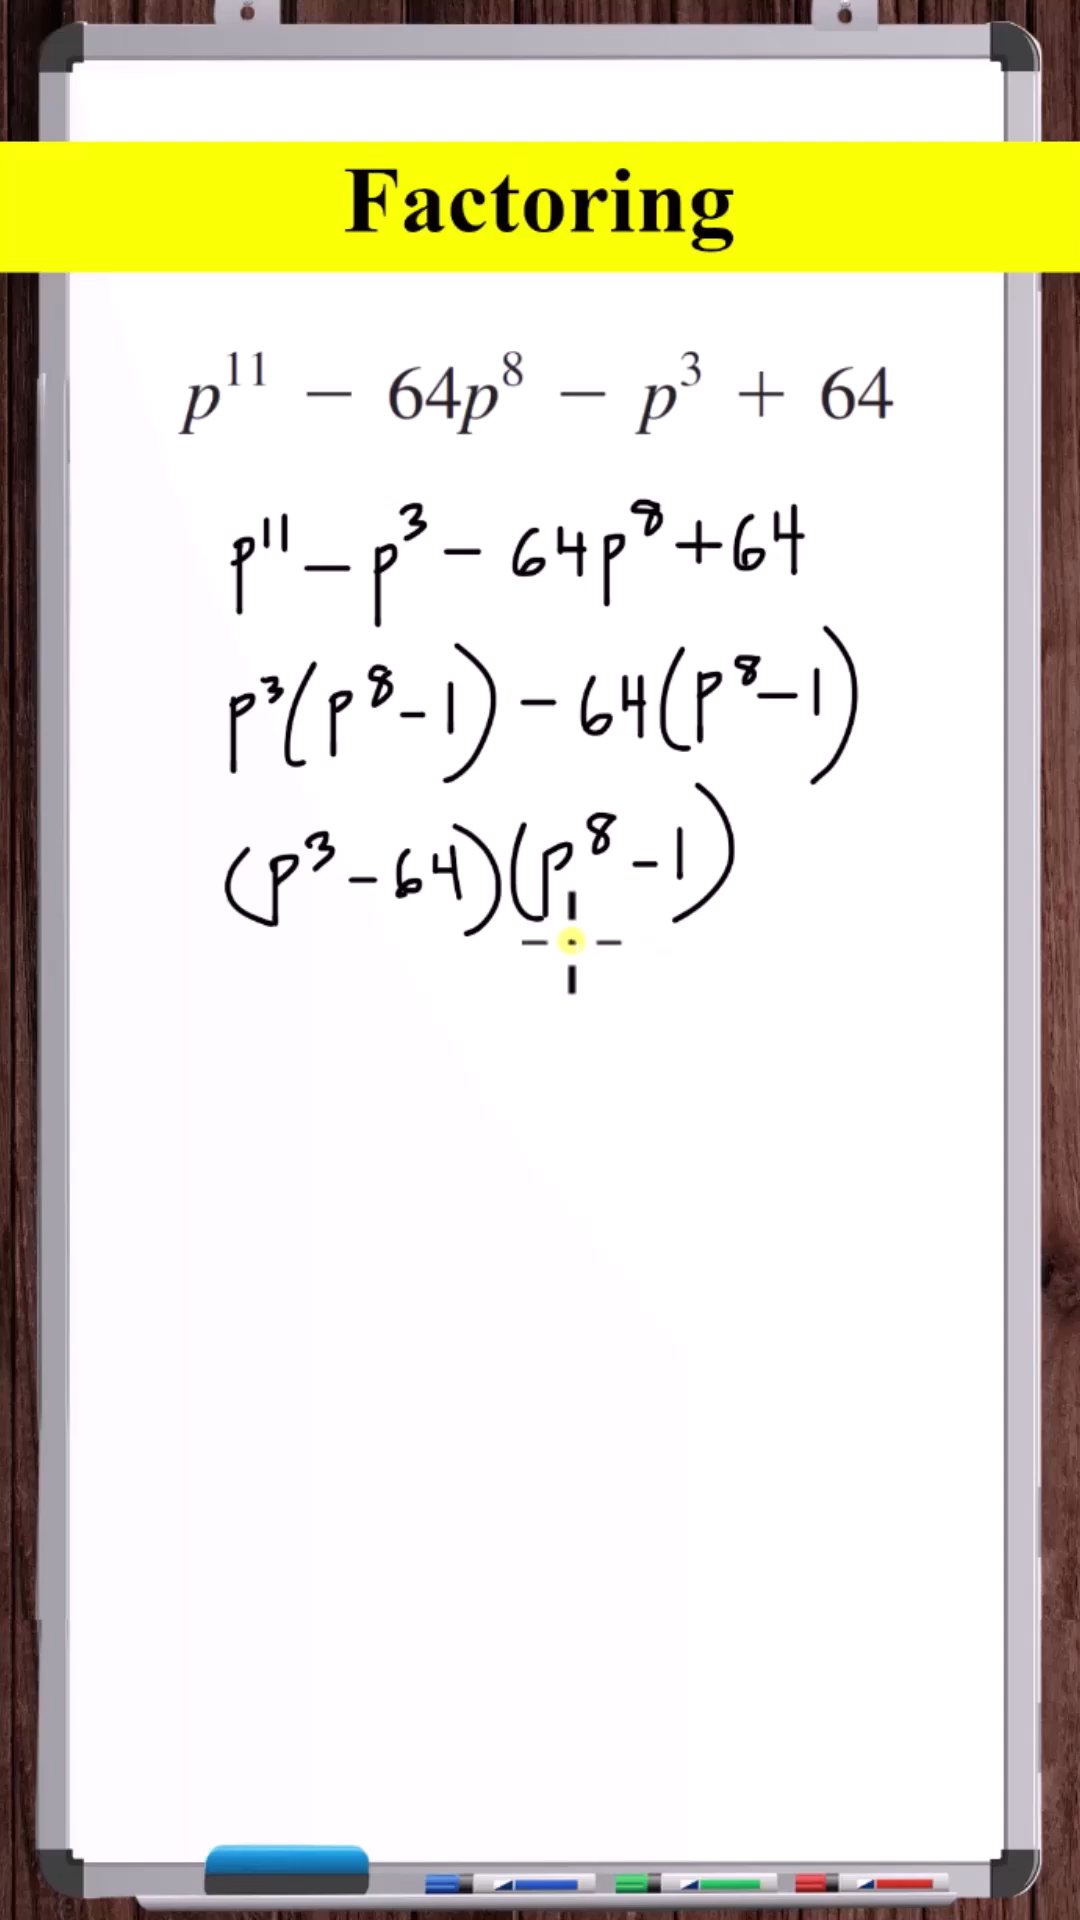 Factoring
p¹¹ − 64p⁸ − p³ + 64
p¹¹ − p³ − 64p⁸ + 64
p³(p⁸ − 1) − 64(p⁸ − 1)
(p³ − 64)(p⁸ − 1)